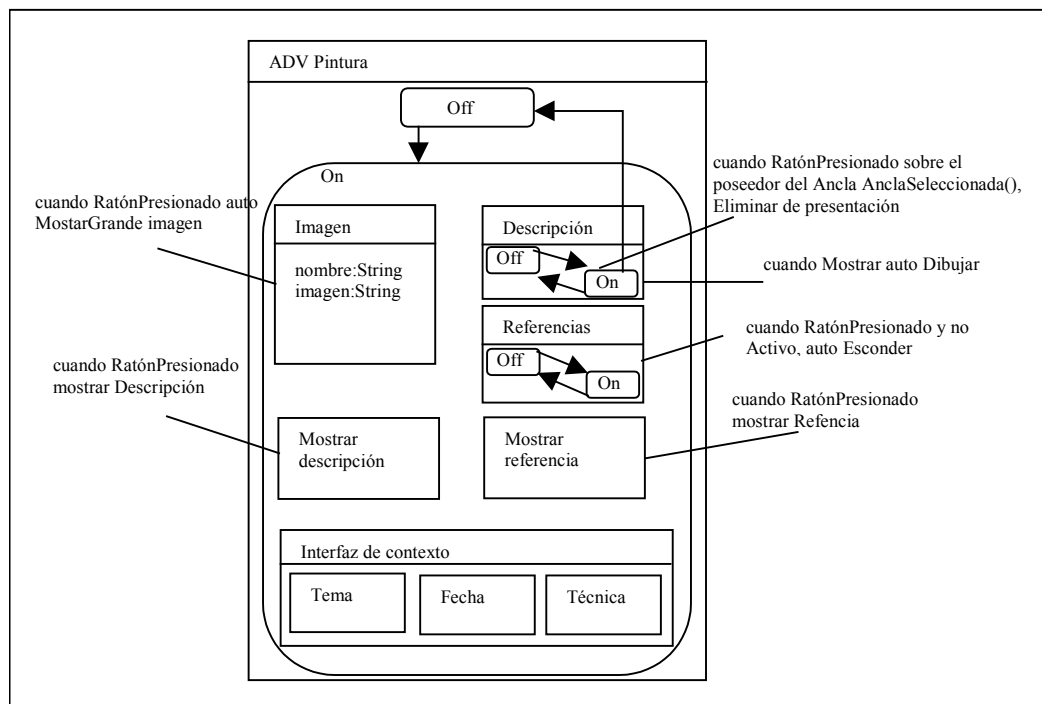 ADV Pintura
Off
On
cuando RatónPresionado auto
MostarGrande imagen
Imagen
nombre:String
imagen:String
Descripción
Off
On
cuando RatónPresionado sobre el
poseedor del Ancla AnclaSeleccionada(),
Eliminar de presentación
cuando Mostrar auto Dibujar
Referencias
Off
On
cuando RatónPresionado y no
Activo, auto Esconder
cuando RatónPresionado
mostrar Descripción
cuando RatónPresionado
mostrar Refencia
Mostrar
descripción
Mostrar
referencia
Interfaz de contexto
Tema
Fecha
Técnica